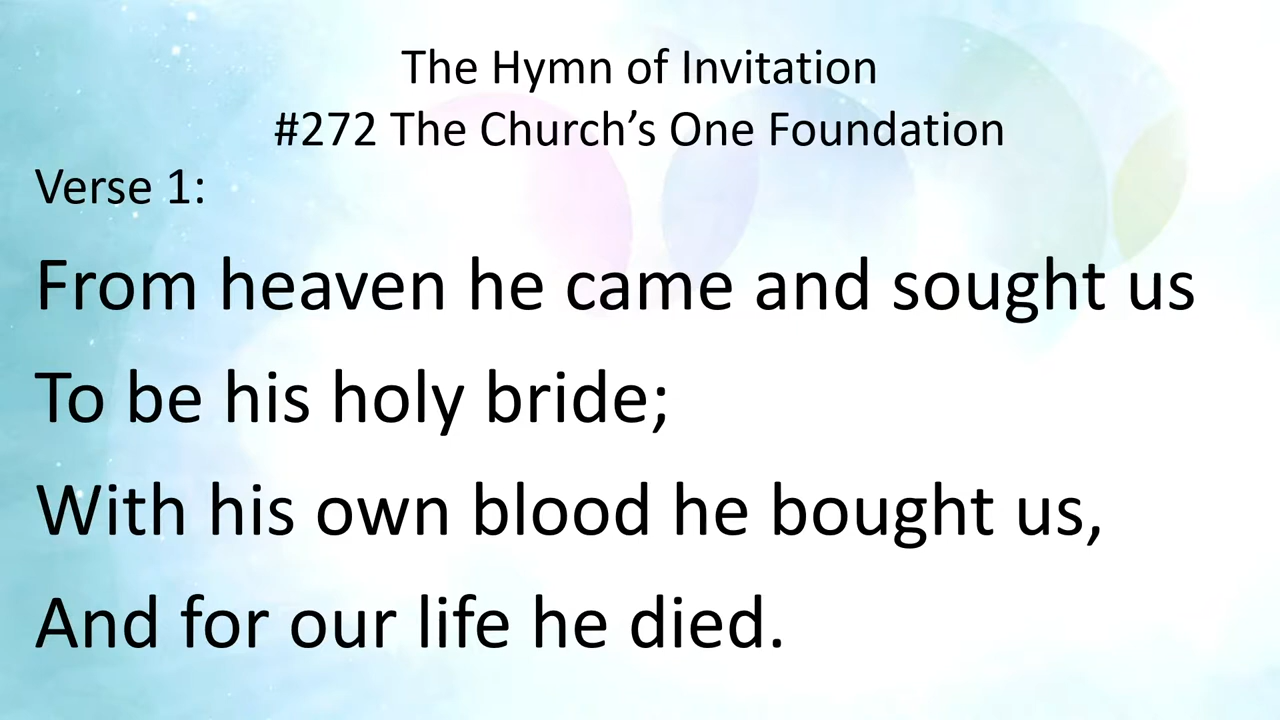 The Hymn of Invitation
#272 The Church’s One Foundation
Verse 1:
From heaven he came and sought us
To be his holy bride;
With his own blood he bought us,
And for our life he died.